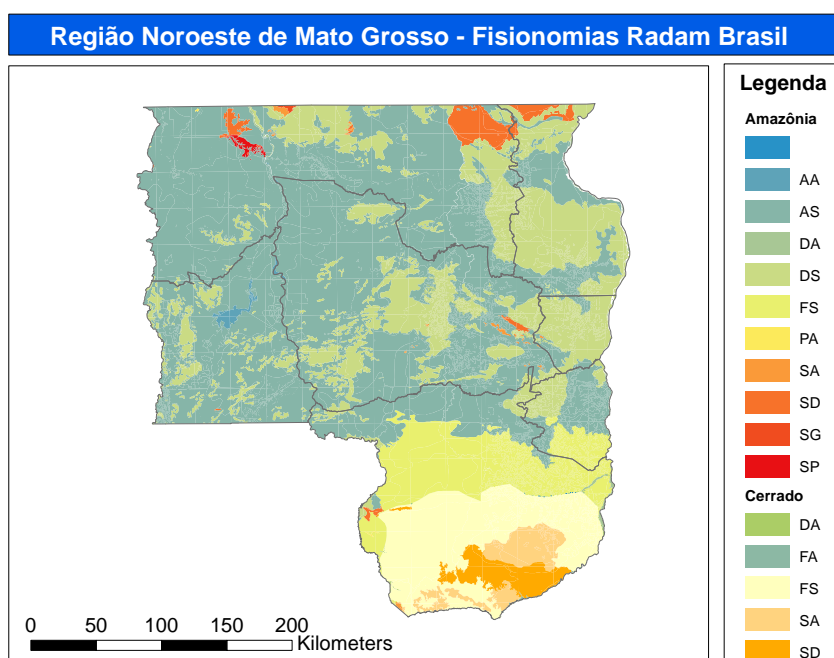 Região Noroeste de Mato Grosso - Fisionomias Radam Brasil
Legenda
Amazônia
AA
AS
DA
DS
FS
PA
SA
SD
SG
SP
Cerrado
DA
FA
FS
SA
SD
0 50 100 150 200
Kilometers